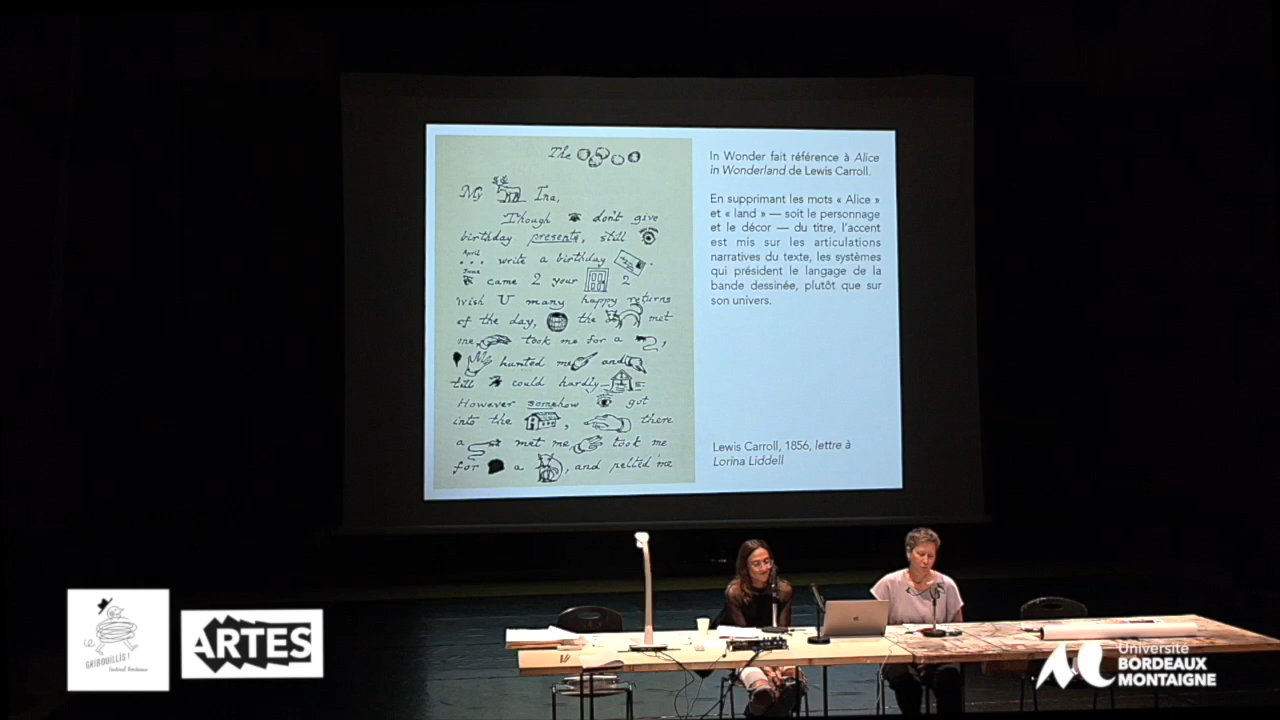 The
My Ina,
Though don't give
birthday presents, still
April
... write a birthday
June
came 2 your 2
wish U many happy returns
of the day, the met
me took me for a ,
hunted me and
till could hardly
However somehow got
into the , there
a met me took me
for a , and pelted me
In Wonder fait référence à Alice
in Wonderland de Lewis Carroll.
En supprimant les mots « Alice »
et « land » — soit le personnage
et le décor — du titre, l'accent
est mis sur les articulations
narratives du texte, les systèmes
qui président le langage de la
bande dessinée, plutôt que sur
son univers.
Lewis Carroll, 1856, lettre à
Lorina Liddell
GRIBOUILLIS !
Festival Bordeaux
ARTES
Université
BORDEAUX
MONTAIGNE